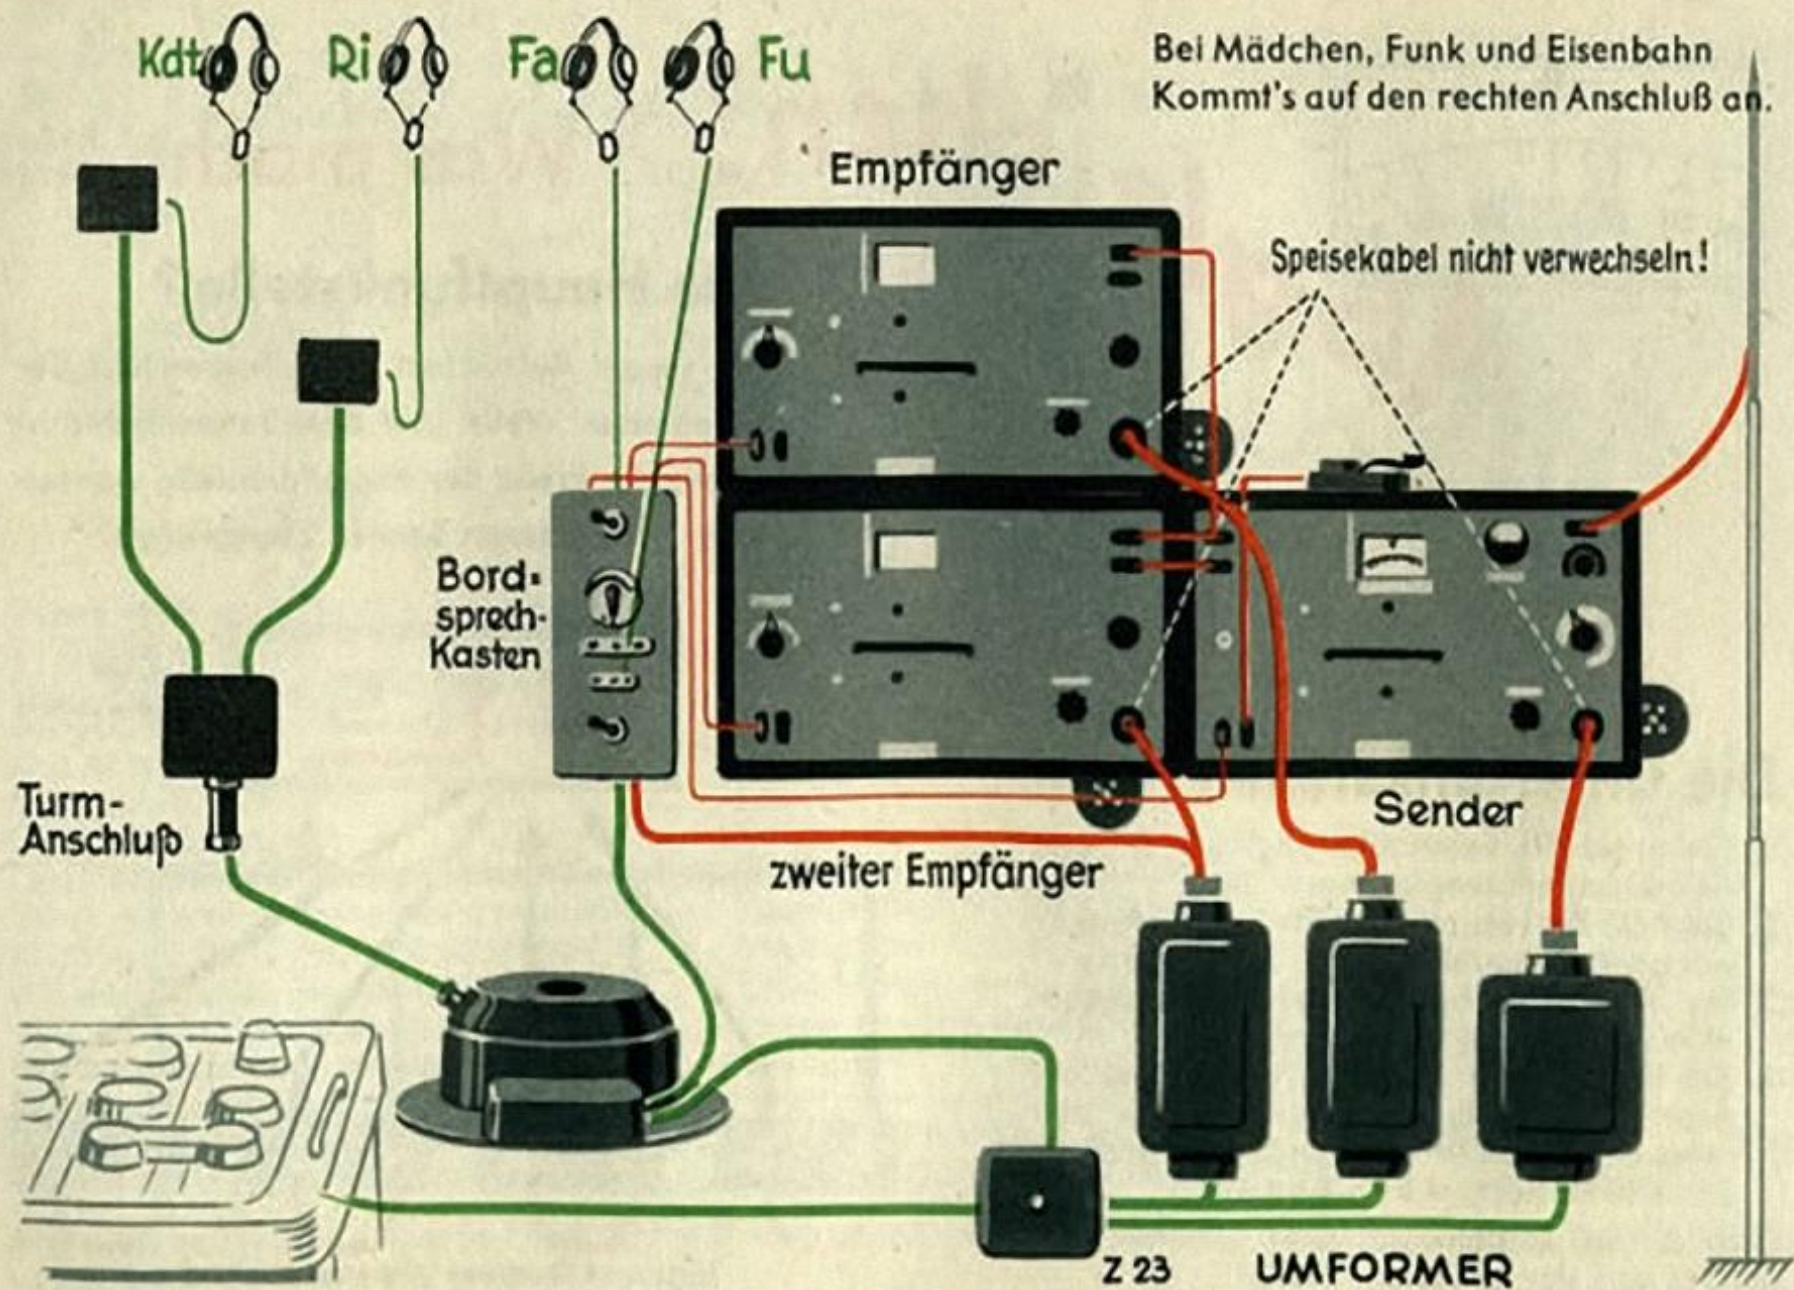 Kdt
Ri
Fa
Fu
Bei Mädchen, Funk und Eisenbahn
Kommt's auf den rechten Anschluß an.
Empfänger
Speisekabel nicht verwechseln!
Bord-
sprech-
Kasten
Turm-
Anschluß
Sender
zweiter Empfänger
Z 23
UMFORMER